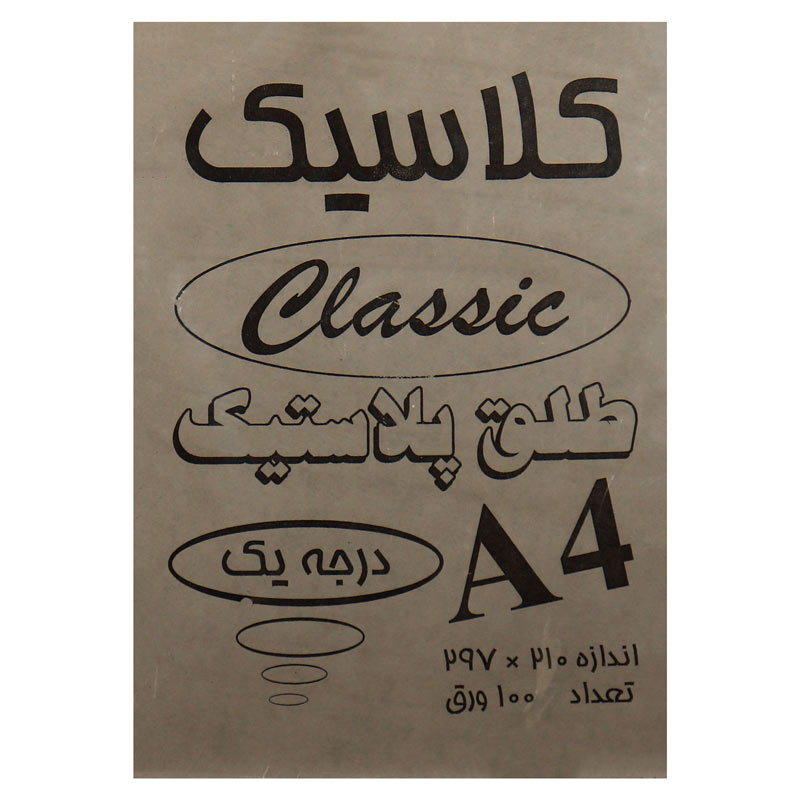 کلاسیک
Classic
طلق پلاستیک
A4
درجه یک
اندازه ۲۱۰ × ۲۹۷
تعداد ۱۰۰ ورق